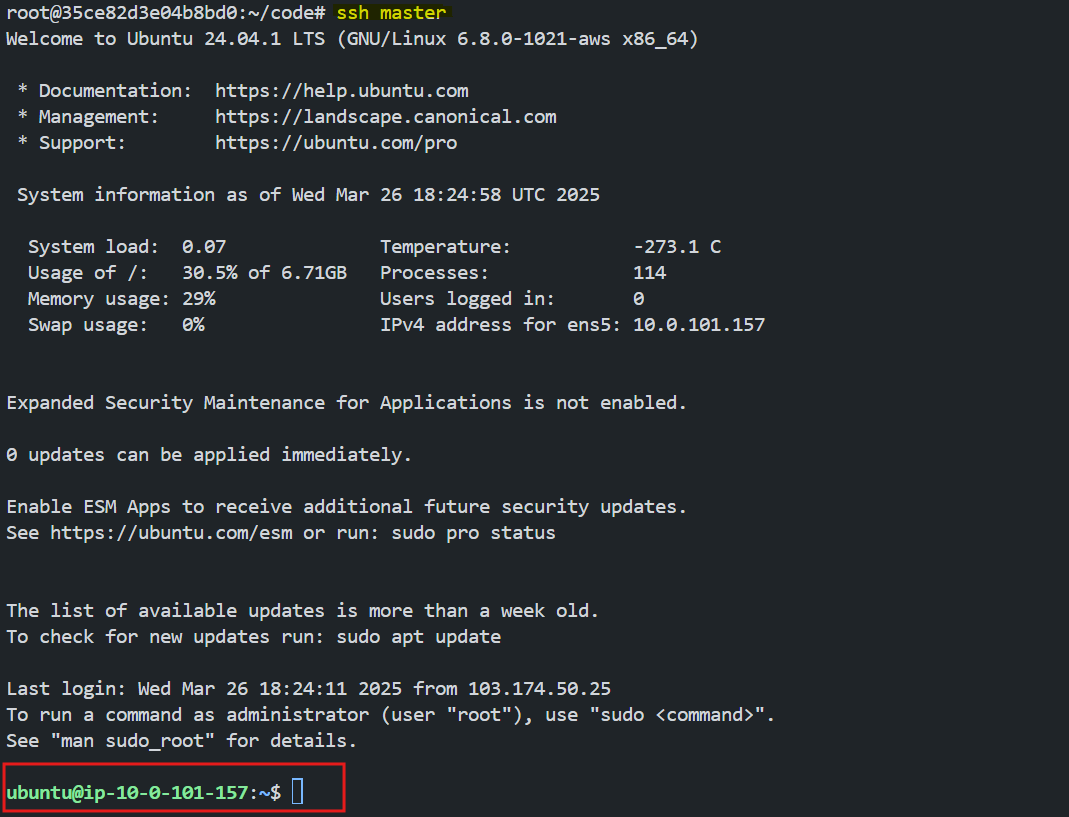 root@35ce82d3e04b8bd0:~/code# ssh master
Welcome to Ubuntu 24.04.1 LTS (GNU/Linux 6.8.0-1021-aws x86_64)
* Documentation: https://help.ubuntu.com
* Management: https://landscape.canonical.com
* Support: https://ubuntu.com/pro
System information as of Wed Mar 26 18:24:58 UTC 2025
System load: 0.07 Temperature: -273.1 C
Usage of /: 30.5% of 6.71GB Processes: 114
Memory usage: 29% Users logged in: 0
Swap usage: 0% IPv4 address for ens5: 10.0.101.157
Expanded Security Maintenance for Applications is not enabled.
0 updates can be applied immediately.
Enable ESM Apps to receive additional future security updates.
See https://ubuntu.com/esm or run: sudo pro status
The list of available updates is more than a week old.
To check for new updates run: sudo apt update
Last login: Wed Mar 26 18:24:11 2025 from 103.174.50.25
To run a command as administrator (user "root"), use "sudo <command>".
See "man sudo_root" for details.
ubuntu@ip-10-0-101-157:~$